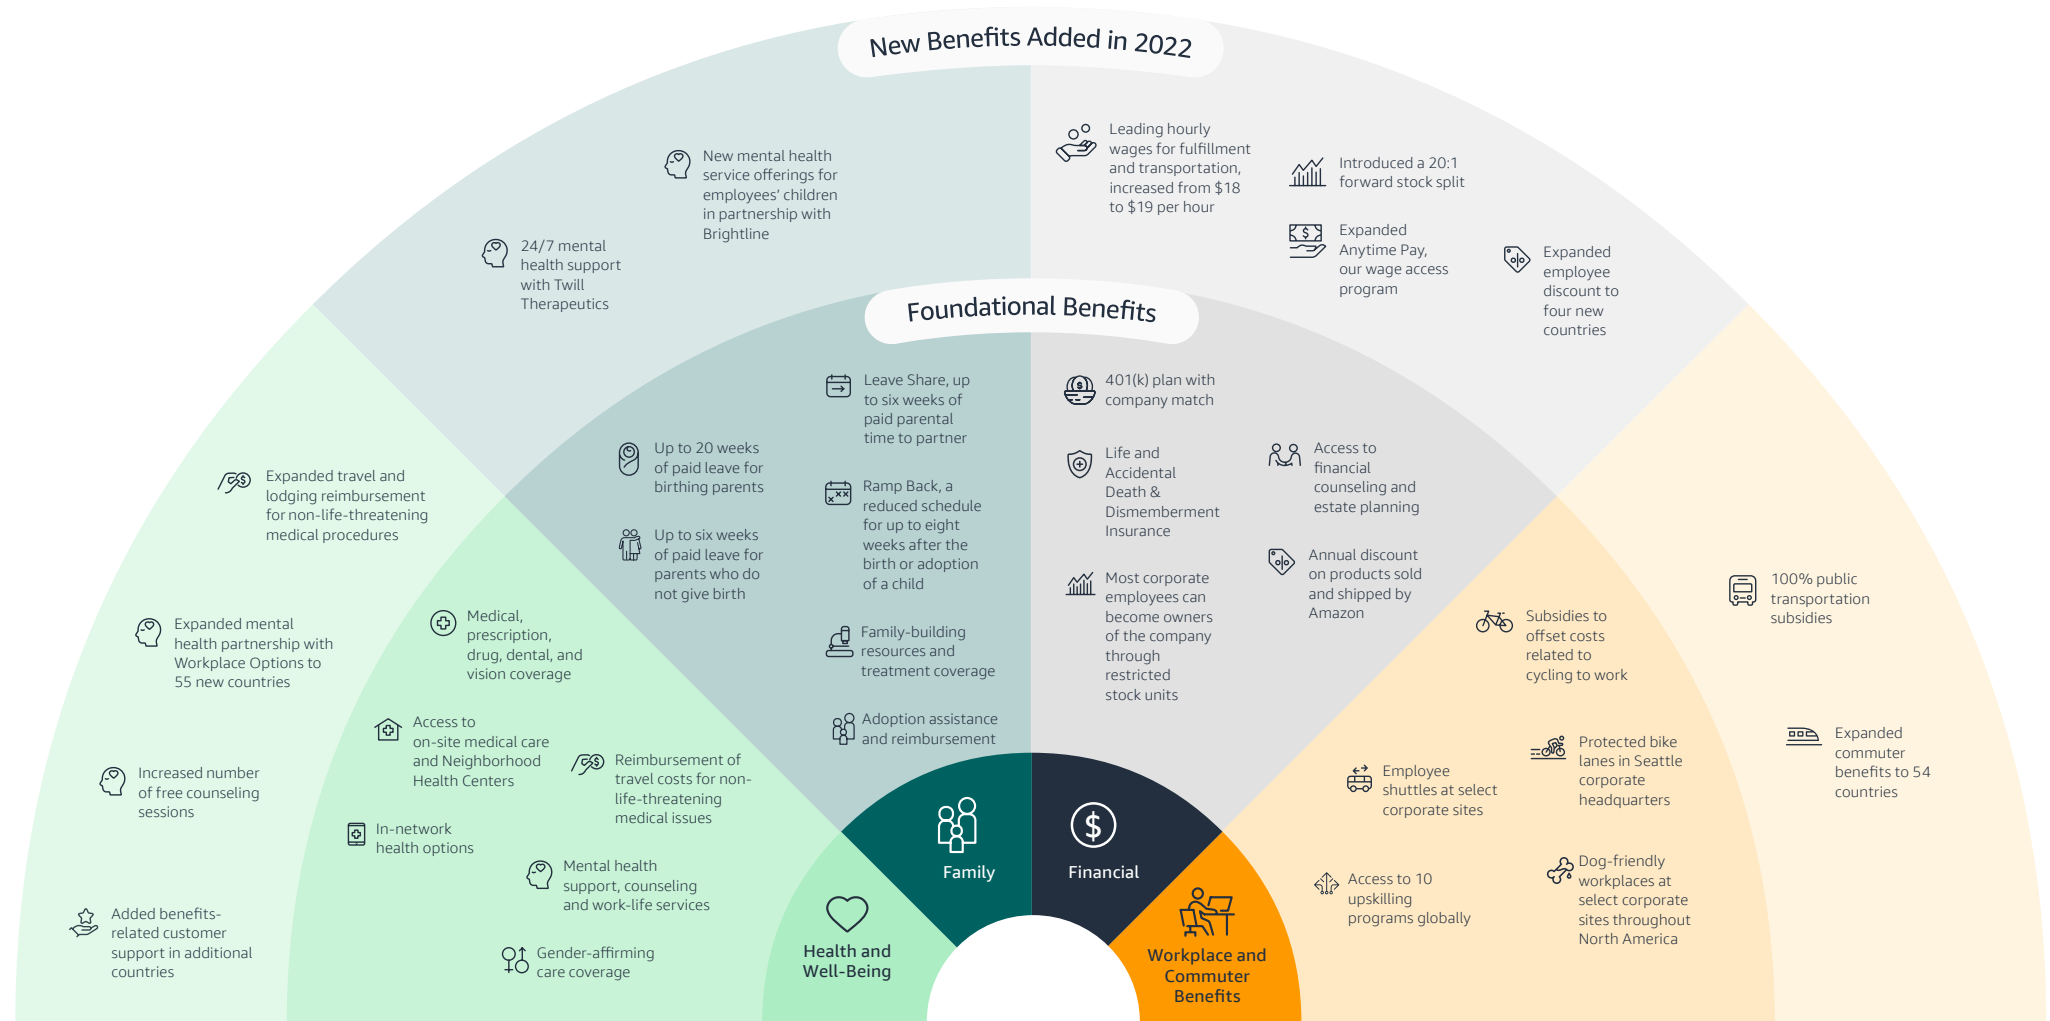 New Benefits Added in 2022
New mental health
service offerings for
employees’ children
in partnership with
Brightline
24/7 mental
health support
with Twill
Therapeutics
Leading hourly
wages for fulfillment
and transportation,
increased from $18
to $19 per hour
Introduced a 20:1
forward stock split
Expanded
Anytime Pay,
our wage access
program
Expanded
employee
discount to
four new
countries
Expanded travel and
lodging reimbursement
for non-life-threatening
medical procedures
Expanded mental
health partnership with
Workplace Options to
55 new countries
Increased number
of free counseling
sessions
Added benefits-
related customer
support in additional
countries
100% public
transportation
subsidies
Expanded
commuter
benefits to 54
countries
Foundational Benefits
Leave Share, up
to six weeks of
paid parental
time to partner
Up to 20 weeks
of paid leave for
birthing parents
Ramp Back, a
reduced schedule
for up to eight
weeks after the
birth or adoption
of a child
Up to six weeks
of paid leave for
parents who do
not give birth
Family-building
resources and
treatment coverage
Adoption assistance
and reimbursement
401(k) plan with
company match
Life and
Accidental
Death &
Dismemberment
Insurance
Access to
financial
counseling and
estate planning
Most corporate
employees can
become owners
of the company
through
restricted
stock units
Annual discount
on products sold
and shipped by
Amazon
Medical,
prescription,
drug, dental, and
vision coverage
Access to
on-site medical care
and Neighborhood
Health Centers
Reimbursement of
travel costs for non-
life-threatening
medical issues
In-network
health options
Mental health
support, counseling
and work-life services
Gender-affirming
care coverage
Subsidies to
offset costs
related to
cycling to work
Protected bike
lanes in Seattle
corporate
headquarters
Employee
shuttles at select
corporate sites
Dog-friendly
workplaces at
select corporate
sites throughout
North America
Access to 10
upskilling
programs globally
Family
Financial
Health and
Well-Being
Workplace and
Commuter
Benefits